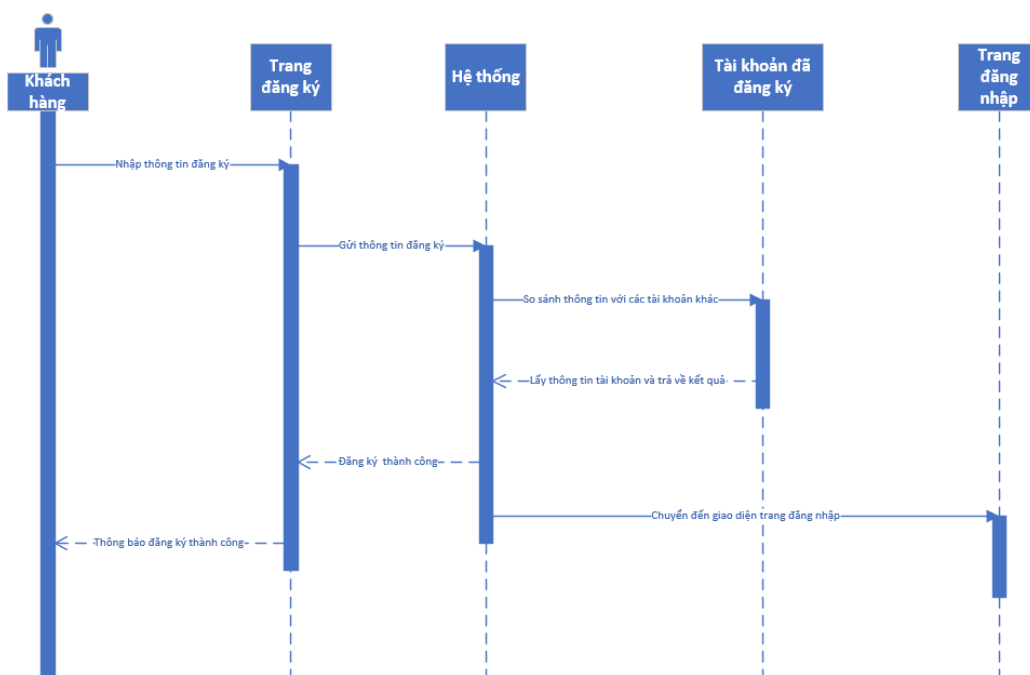 Khách
hàng
Trang
đăng ký
Hệ thống
Tài khoản đã
đăng ký
Trang
đăng
nhập
Nhập thông tin đăng ký
Gửi thông tin đăng ký
So sánh thông tin với các tài khoản khác
Lấy thông tin tài khoản và trả về kết quả
Đăng ký thành công
Chuyển đến giao diện trang đăng nhập
Thông báo đăng ký thành công